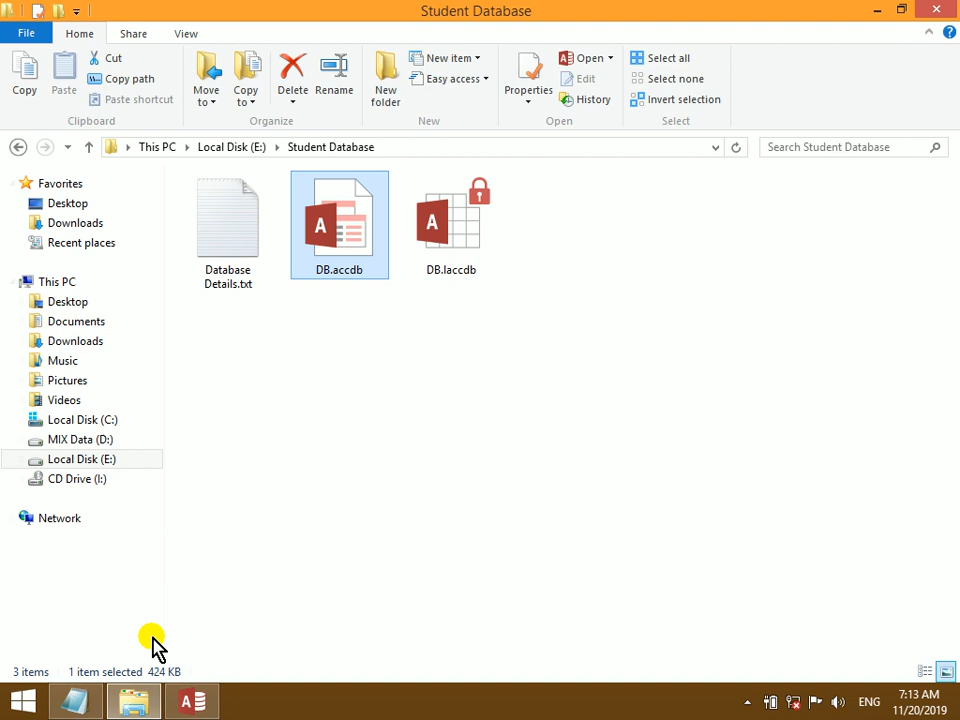 Student Database
File
Home
Share
View
Copy
Paste
Cut
Copy path
Paste shortcut
Clipboard
Move
to
Copy
to
Delete
Rename
Organize
New
folder
New item
Easy access
New
Properties
Open
Edit
History
Open
Select all
Select none
Invert selection
Select
This PC
Local Disk (E:)
Student Database
Search Student Database
Favorites
Desktop
Downloads
Recent places
This PC
Desktop
Documents
Downloads
Music
Pictures
Videos
Local Disk (C:)
MIX Data (D:)
Local Disk (E:)
CD Drive (I:)
Network
Database
Details.txt
A
DB.accdb
A
DB.laccdb
3 items
1 item selected 424 KB
A
ENG
7:13 AM
11/20/2019